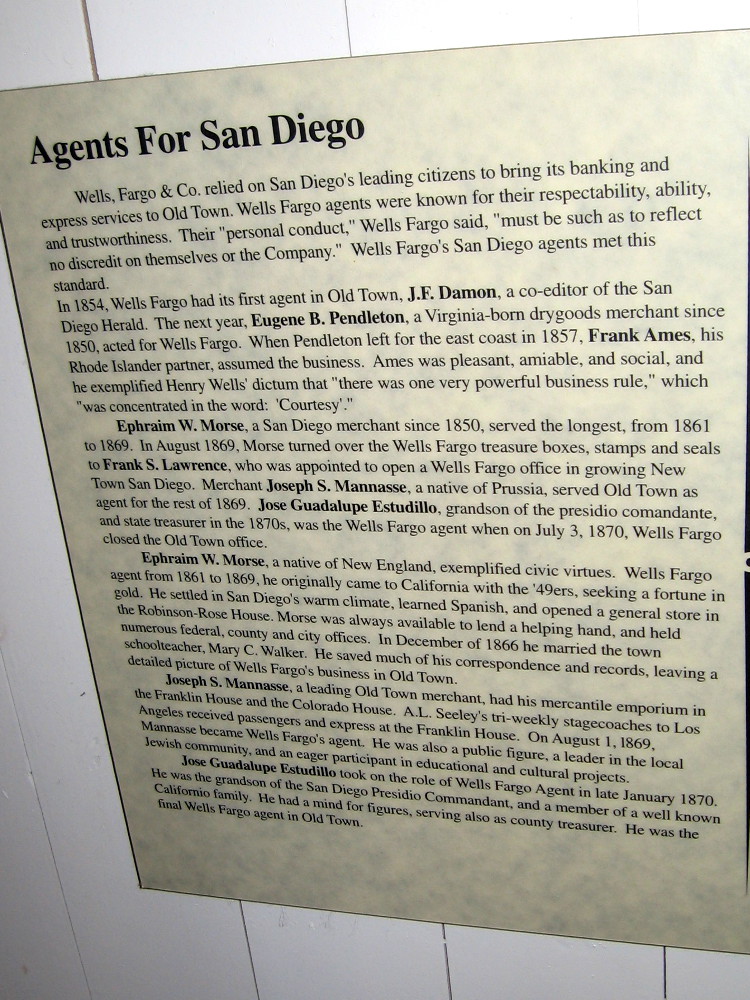 Agents For San Diego
Wells, Fargo & Co. relied on San Diego's leading citizens to bring its banking and
express services to Old Town. Wells Fargo agents were known for their respectability, ability,
and trustworthiness. Their "personal conduct," Wells Fargo said, "must be such as to reflect
no discredit on themselves or the Company." Wells Fargo's San Diego agents met this
standard.
In 1854, Wells Fargo had its first agent in Old Town, J.F. Damon, a co-editor of the San
Diego Herald. The next year, Eugene B. Pendleton, a Virginia-born drygoods merchant since
1850, acted for Wells Fargo. When Pendleton left for the east coast in 1857, Frank Ames, his
Rhode Islander partner, assumed the business. Ames was pleasant, amiable, and social, and
he exemplified Henry Wells' dictum that "there was one very powerful business rule," which
"was concentrated in the word: 'Courtesy'."
Ephraim W. Morse, a San Diego merchant since 1850, served the longest, from 1861
to 1869. In August 1869, Morse turned over the Wells Fargo treasure boxes, stamps and seals
to Frank S. Lawrence, who was appointed to open a Wells Fargo office in growing New
Town San Diego. Merchant Joseph S. Mannasse, a native of Prussia, served Old Town as
agent for the rest of 1869. Jose Guadalupe Estudillo, grandson of the presidio comandante,
and state treasurer in the 1870s, was the Wells Fargo agent when on July 3, 1870, Wells Fargo
closed the Old Town office.
Ephraim W. Morse, a native of New England, exemplified civic virtues. Wells Fargo
agent from 1861 to 1869, he originally came to California with the '49ers, seeking a fortune in
gold. He settled in San Diego's warm climate, learned Spanish, and opened a general store in
the Robinson-Rose House. Morse was always available to lend a helping hand, and held
numerous federal, county and city offices. In December of 1866 he married the town
schoolteacher, Mary C. Walker. He saved much of his correspondence and records, leaving a
detailed picture of Wells Fargo's business in Old Town.
Joseph S. Mannasse, a leading Old Town merchant, had his mercantile emporium in
the Franklin House and the Colorado House. A.L. Seeley's tri-weekly stagecoaches to Los
Angeles received passengers and express at the Franklin House. On August 1, 1869,
Mannasse became Wells Fargo's agent. He was also a public figure, a leader in the local
Jewish community, and an eager participant in educational and cultural projects.
Jose Guadalupe Estudillo took on the role of Wells Fargo Agent in late January 1870.
He was the grandson of the San Diego Presidio Commandant, and a member of a well known
Californio family. He had a mind for figures, serving also as county treasurer. He was the
final Wells Fargo agent in Old Town.